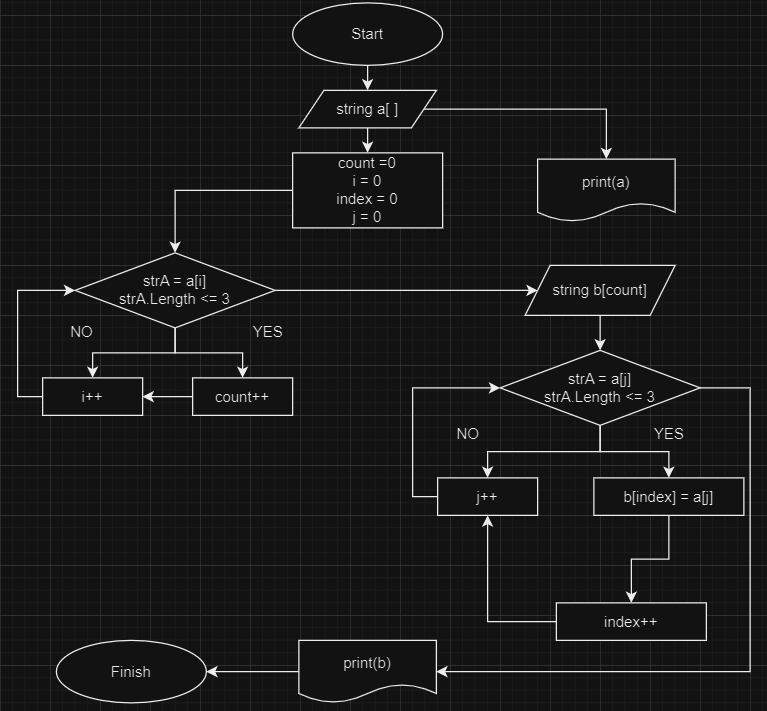 Start
string a[ ]
count =0
i = 0
index = 0
j = 0
print(a)
strA = a[i]
strA.Length <= 3
string b[count]
NO
YES
i++
count++
strA = a[j]
strA.Length <= 3
NO
YES
j++
b[index] = a[j]
index++
print(b)
Finish